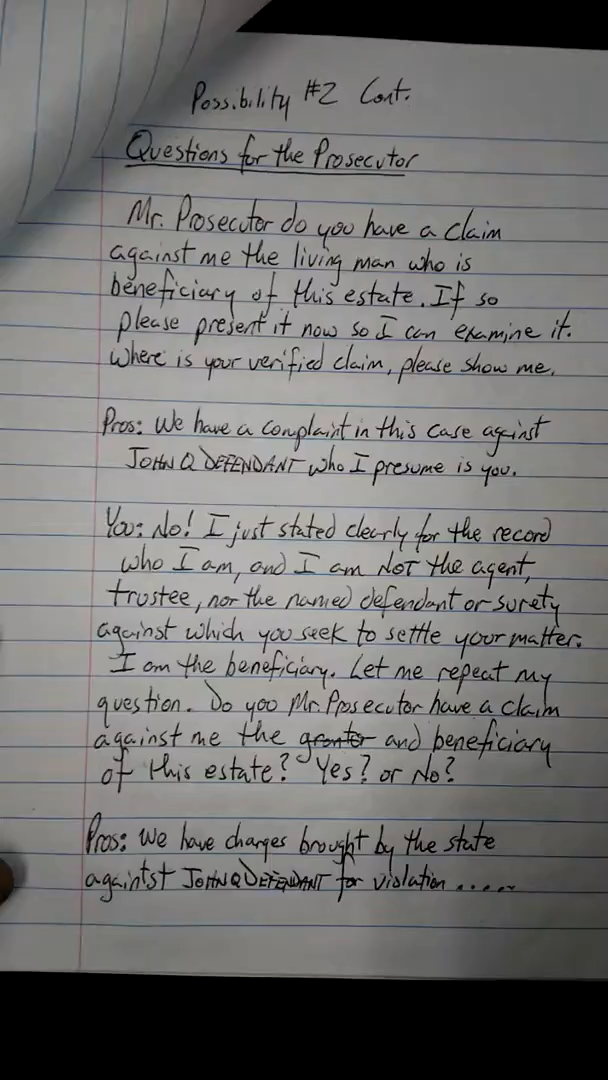 Possibility #2 Cont.
Questions for the Prosecutor
Mr. Prosecutor do you have a claim
against me the living man who is
beneficiary of this estate. If so
please present it now so I can examine it.
Where is your verified claim, please show me.
Pros: We have a complaint in this case against
JOHN Q DEFENDANT who I presume is you.
You: No! I just stated clearly for the record
who I am, and I am NOT the agent,
trustee, nor the named defendant or surety
against which you seek to settle your matter.
I am the beneficiary. Let me repeat my
question. Do you Mr. Prosecutor have a claim
against me the grantor and beneficiary
of this estate? Yes? or No?
Pros: We have charges brought by the state
againtst JOHN Q DEFENDANT for violation ......